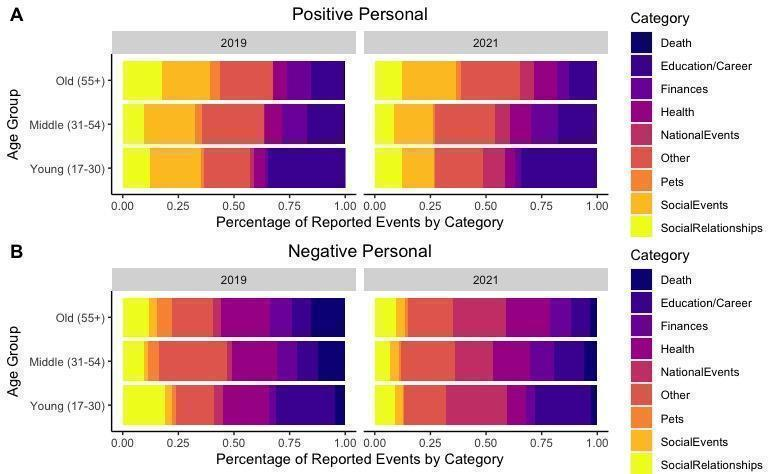 A
Positive Personal
2019
2021
Age Group
Old (55+)
Middle (31-54)
Young (17-30)
0.00 0.25 0.50 0.75 1.00
0.00 0.25 0.50 0.75 1.00
Percentage of Reported Events by Category
Category
Death
Education/Career
Finances
Health
NationalEvents
Other
Pets
SocialEvents
SocialRelationships
B
Negative Personal
2019
2021
Age Group
Old (55+)
Middle (31-54)
Young (17-30)
0.00 0.25 0.50 0.75 1.00
0.00 0.25 0.50 0.75 1.00
Percentage of Reported Events by Category
Category
Death
Education/Career
Finances
Health
NationalEvents
Other
Pets
SocialEvents
SocialRelationships